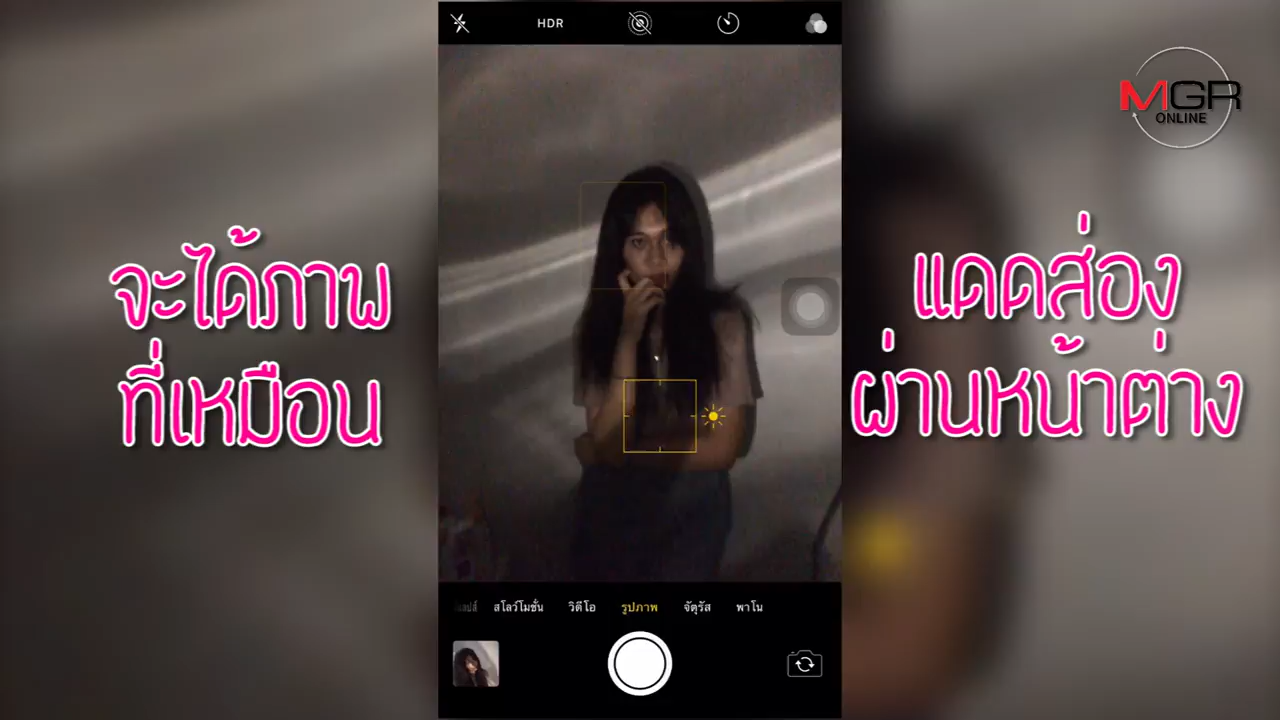 HDR
MGR
ONLINE
จะได้ภาพ
ที่เหมือน
แดดส่อง
ผ่านหน้าต่าง
สโลว์โมชั่น วิดีโอ รูปภาพ จัตุรัส พาโน